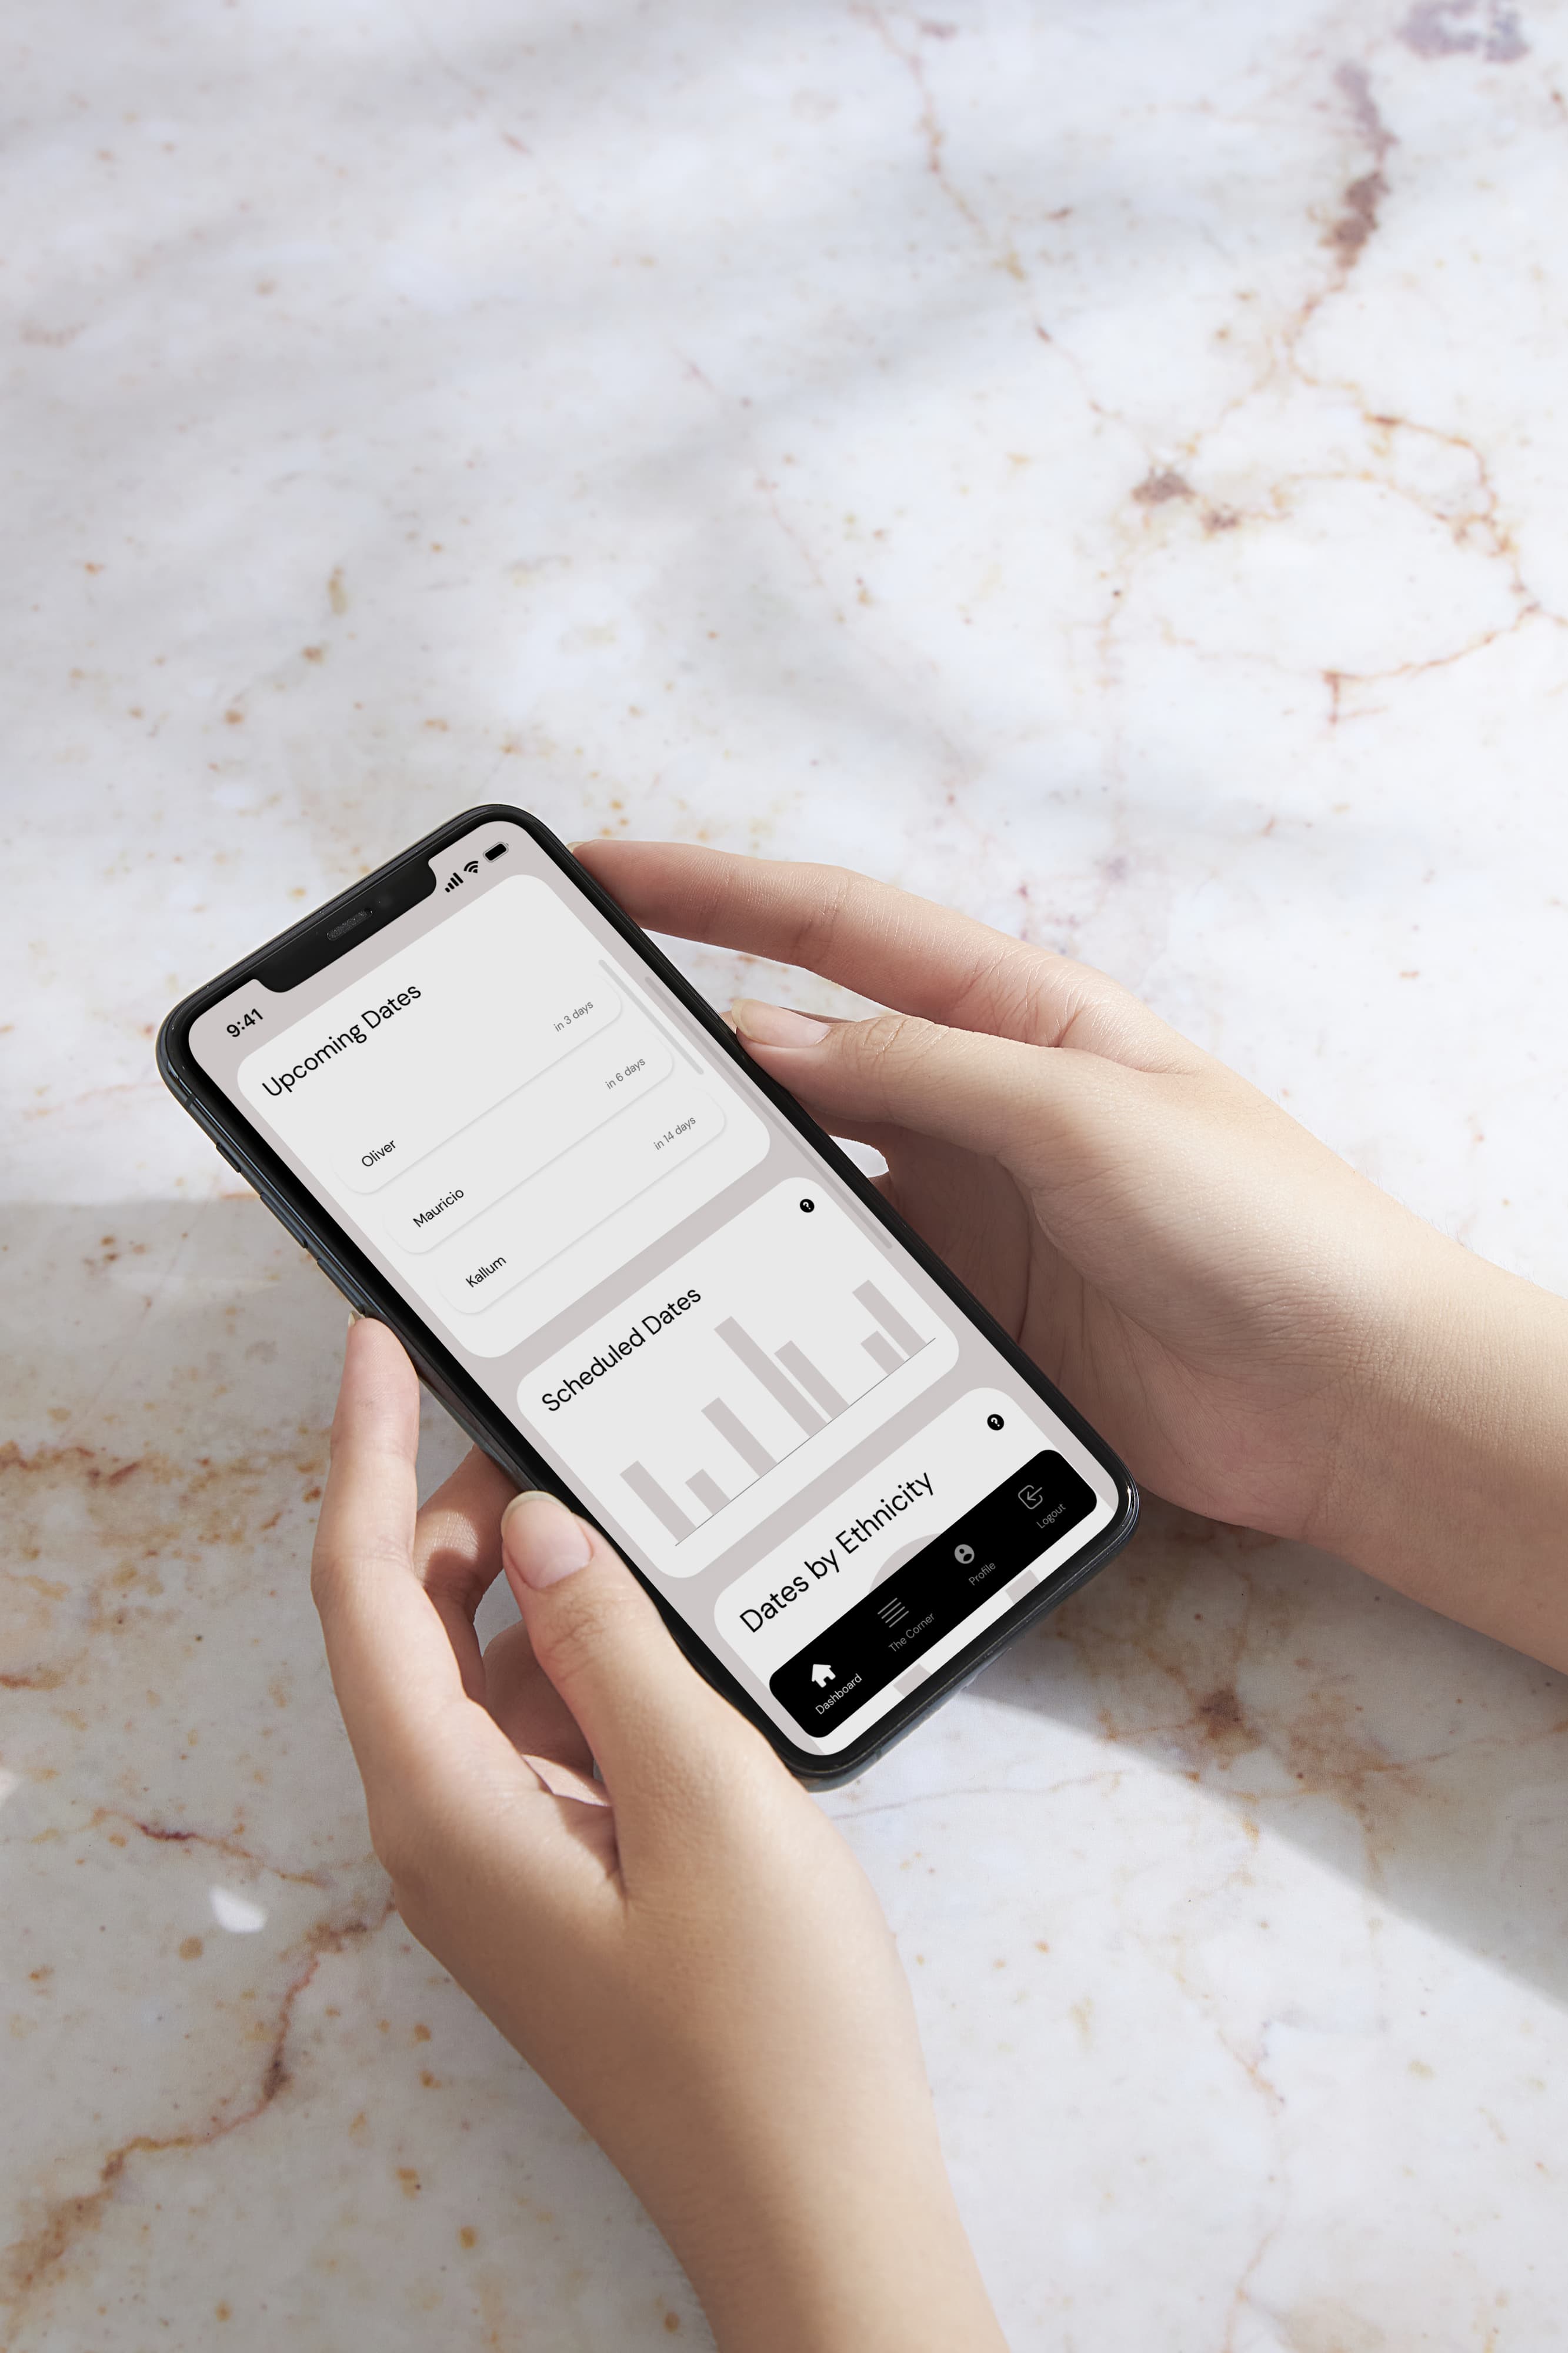 9:41
Upcoming Dates
Oliver in 3 days
Mauricio in 6 days
Kallum in 14 days
Scheduled Dates ?
Dates by Ethnicity ?
Dashboard
The Corner
Profile
Logout